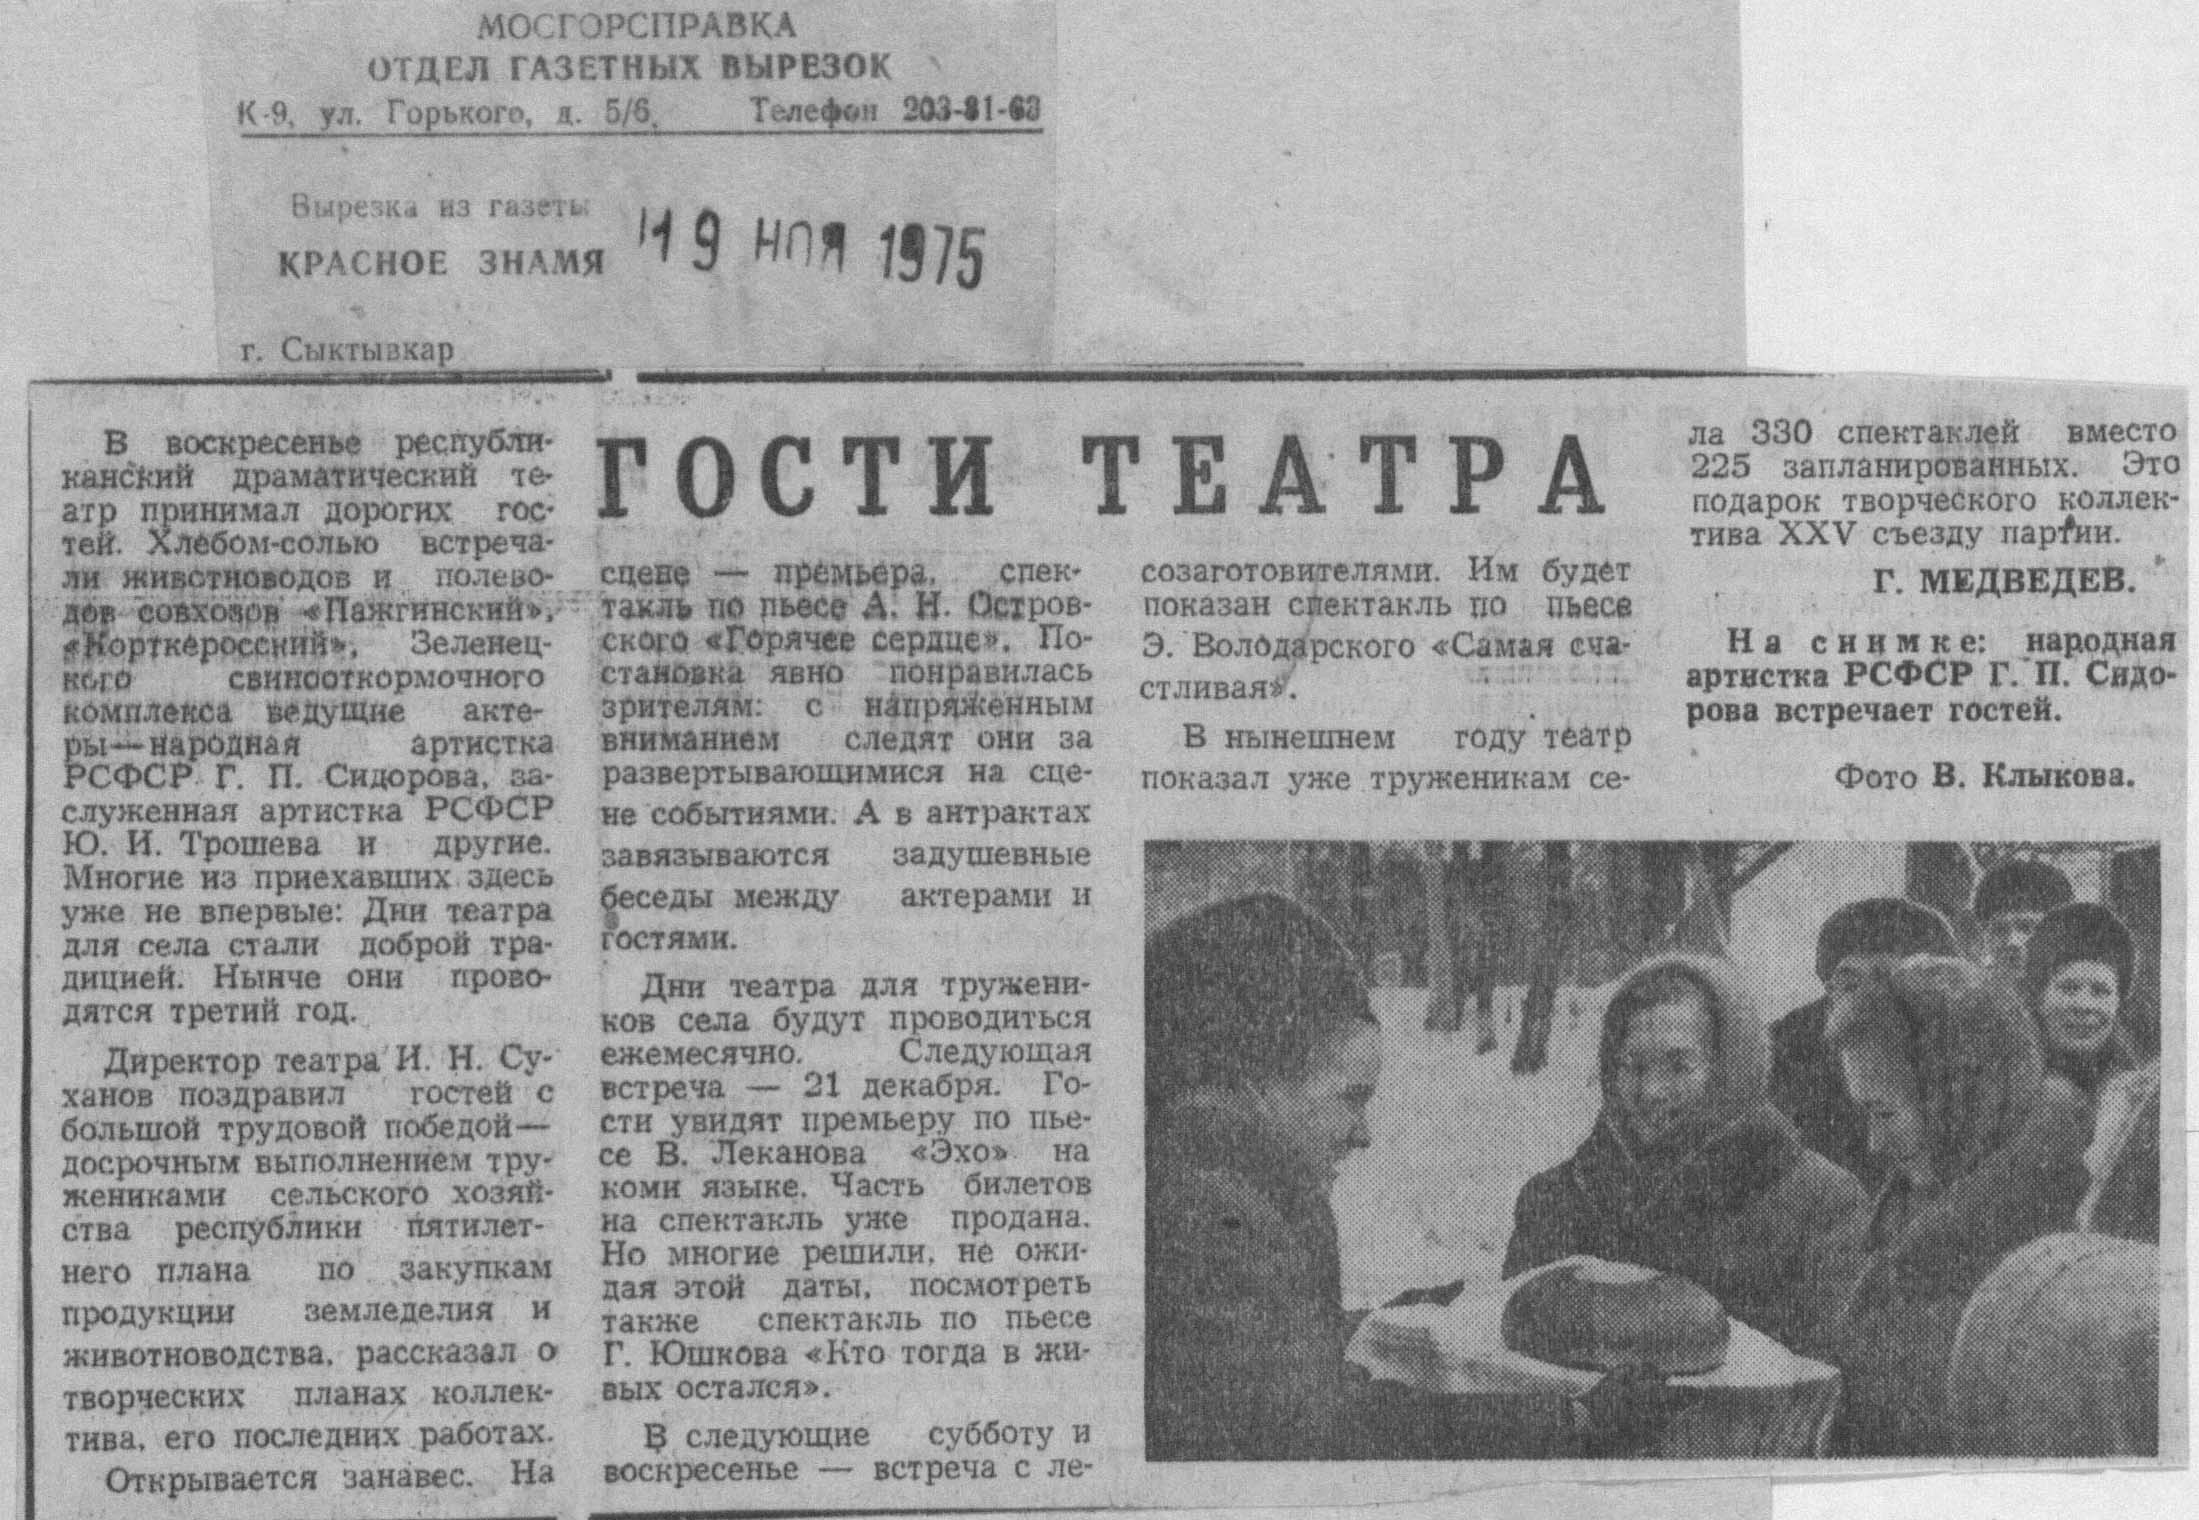 МОСГОРСПРАВКА
ОТДЕЛ ГАЗЕТНЫХ ВЫРЕЗОК
К-9, ул. Горького, д. 5/6. Телефон 203-81-63
Вырезка из газеты
КРАСНОЕ ЗНАМЯ
19 НОЯ 1975
г. Сыктывкар
ГОСТИ ТЕАТРА
В воскресенье республи-
канский драматический те-
атр принимал дорогих гос-
тей. Хлебом-солью встреча-
ли животноводов и полево-
дов совхозов «Пажгинский»,
«Корткеросский», Зеленец-
кого свинооткормочного
комплекса ведущие акте-
ры—народная артистка
РСФСР Г. П. Сидорова, за-
служенная артистка РСФСР
Ю. И. Трошева и другие.
Многие из приехавших здесь
уже не впервые: Дни театра
для села стали доброй тра-
дицией. Нынче они прово-
дятся третий год.
Директор театра И. Н. Су-
ханов поздравил гостей с
большой трудовой победой—
досрочным выполнением тру-
жениками сельского хозяй-
ства республики пятилет-
него плана по закупкам
продукции земледелия и
животноводства, рассказал о
творческих планах коллек-
тива, его последних работах.
Открывается занавес. На
сцене — премьера, спек-
такль по пьесе А. Н. Остров-
ского «Горячее сердце». По-
становка явно понравилась
зрителям: с напряженным
вниманием следят они за
развертывающимися на сце-
не событиями. А в антрактах
завязываются задушевные
беседы между актерами и
гостями.
Дни театра для тружени-
ков села будут проводиться
ежемесячно. Следующая
встреча — 21 декабря. Го-
сти увидят премьеру по пье-
се В. Леканова «Эхо» на
коми языке. Часть билетов
на спектакль уже продана.
Но многие решили, не ожи-
дая этой даты, посмотреть
также спектакль по пьесе
Г. Юшкова «Кто тогда в жи-
вых остался».
В следующие субботу и
воскресенье — встреча с ле-
созаготовителями. Им будет
показан спектакль по пьесе
Э. Володарского «Самая сча-
стливая».
В нынешнем году театр
показал уже труженикам се-
ла 330 спектаклей вместо
225 запланированных. Это
подарок творческого коллек-
тива XXV съезду партии.
Г. МЕДВЕДЕВ.
На снимке: народная
артистка РСФСР Г. П. Сидо-
рова встречает гостей.
Фото В. Клыкова.